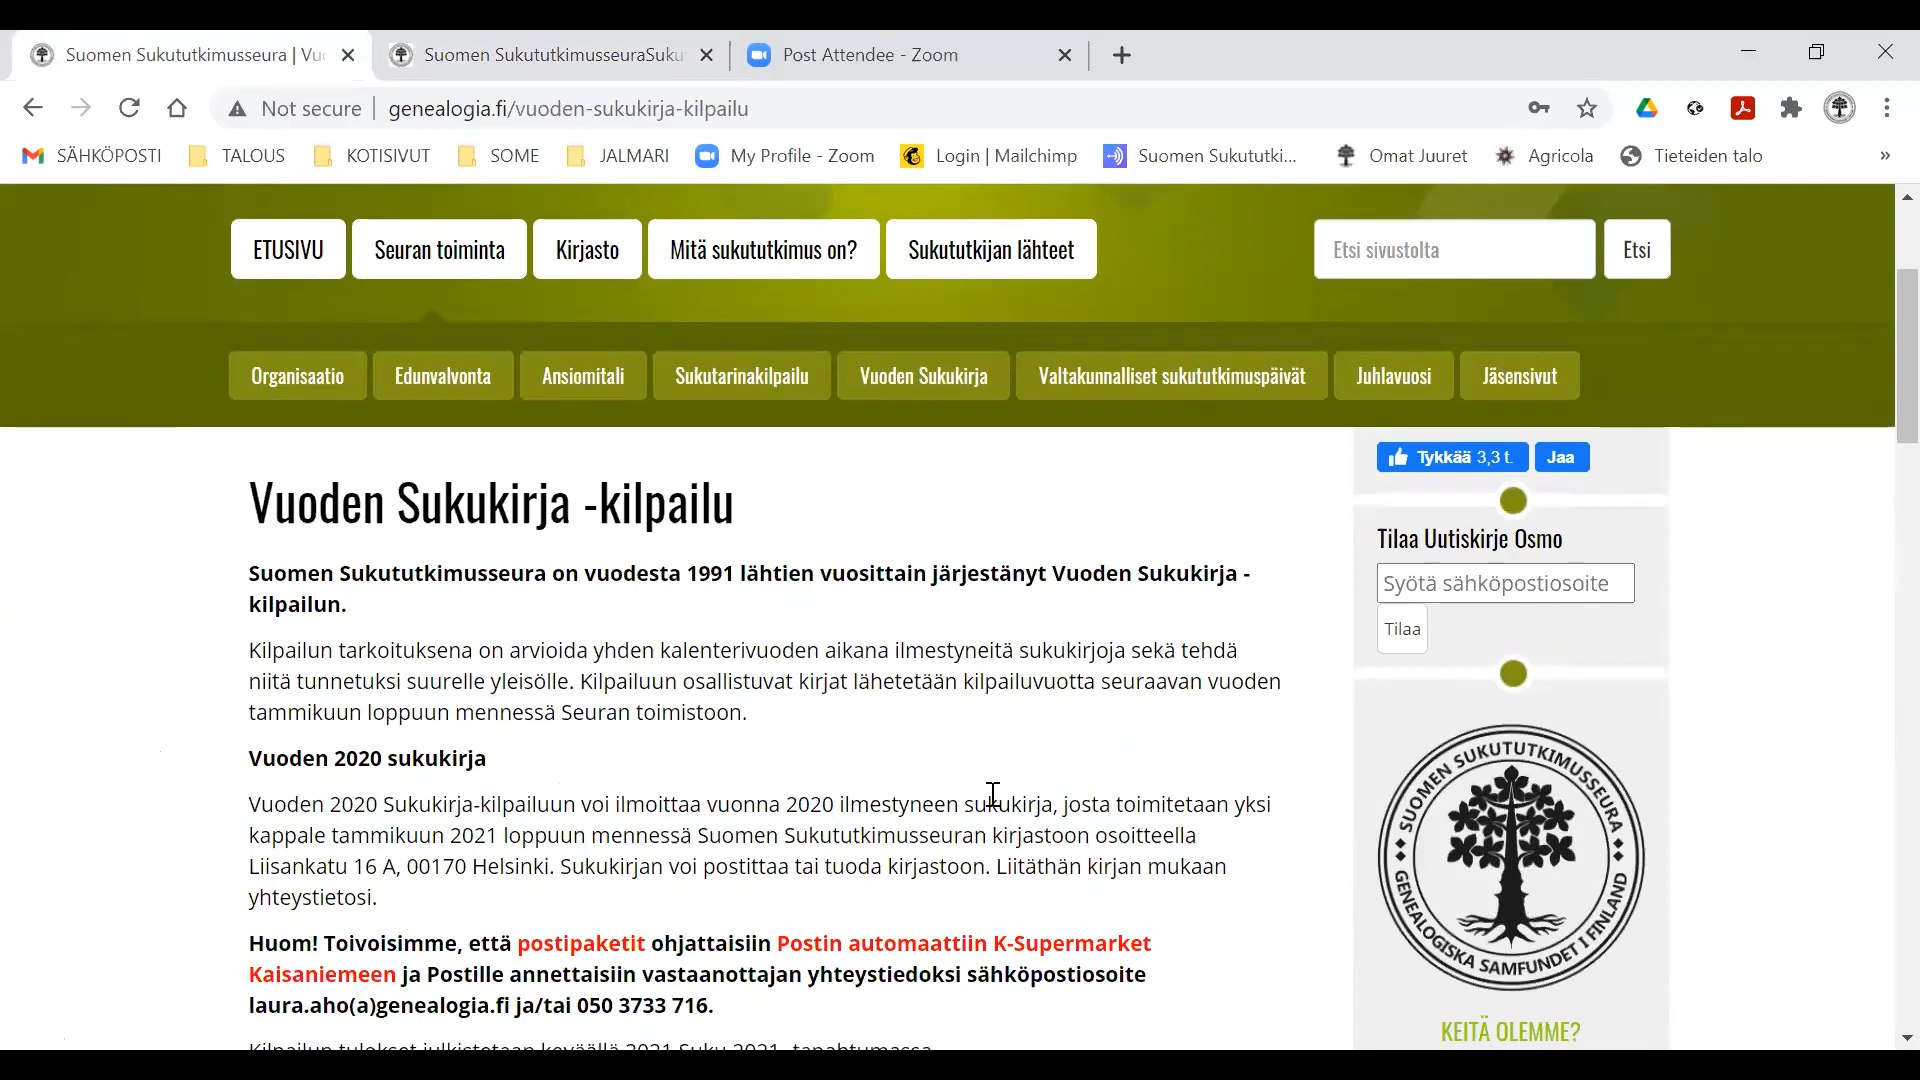 Suomen Sukututkimusseura | Vu
Suomen SukututkimusseuraSuku
Post Attendee - Zoom
Not secure
genealogia.fi/vuoden-sukukirja-kilpailu
SÄHKÖPOSTI
TALOUS
KOTISIVUT
SOME
JALMARI
My Profile - Zoom
Login | Mailchimp
Suomen Sukututki...
Omat Juuret
Agricola
Tieteiden talo
»
ETUSIVU
Seuran toiminta
Kirjasto
Mitä sukututkimus on?
Sukututkijan lähteet
Etsi sivustolta
Etsi
Organisaatio
Edunvalvonta
Ansiomitali
Sukutarinakilpailu
Vuoden Sukukirja
Valtakunnalliset sukututkimuspäivät
Juhlavuosi
Jäsensivut
Vuoden Sukukirja -kilpailu
Suomen Sukututkimusseura on vuodesta 1991 lähtien vuosittain järjestänyt Vuoden Sukukirja -
kilpailun.
Kilpailun tarkoituksena on arvioida yhden kalenterivuoden aikana ilmestyneitä sukukirjoja sekä tehdä
niitä tunnetuksi suurelle yleisölle. Kilpailuun osallistuvat kirjat lähetetään kilpailuvuotta seuraavan vuoden
tammikuun loppuun mennessä Seuran toimistoon.
Vuoden 2020 sukukirja
Vuoden 2020 Sukukirja-kilpailuun voi ilmoittaa vuonna 2020 ilmestyneen sukukirja, josta toimitetaan yksi
kappale tammikuun 2021 loppuun mennessä Suomen Sukututkimusseuran kirjastoon osoitteella
Liisankatu 16 A, 00170 Helsinki. Sukukirjan voi postittaa tai tuoda kirjastoon. Liitäthän kirjan mukaan
yhteystietosi.
Huom! Toivoisimme, että postipaketit ohjattaisiin Postin automaattiin K-Supermarket
Kaisaniemeen ja Postille annettaisiin vastaanottajan yhteystiedoksi sähköpostiosoite
laura.aho(a)genealogia.fi ja/tai 050 3733 716.
Kilpailun tulokset julkistetaan keväällä 2021 Suku 2021 -tapahtumassa
Tykkää 3,3 t.
Jaa
Tilaa Uutiskirje Osmo
Syötä sähköpostiosoite
Tilaa
SUOMEN SUKUTUTKIMUSSEURA
GENEALOGISKA SAMFUNDET I FINLAND
KEITÄ OLEMME?